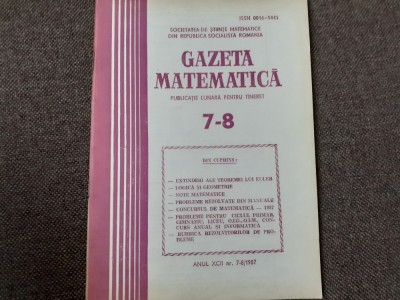 ISSN
SOCIETATEA DE ȘTIINȚE MATEMATICE
DIN REPUBLICA SOCIALISTĂ ROMÂNIA
GAZETA
MATEMATICĂ
PUBLICAȚIE LUNARĂ PENTRU TINERET
7-8
DIN CUPRINS:
— EXTINDERI ALE TEOREMEI LUI EULER
— LOGICĂ ȘI GEOMETRIE
— NOTE MATEMATICE
— PROBLEME REZOLVATE DIN MANUALE
— CONCURSUL DE MATEMATICĂ — 1987
— PROBLEME PENTRU CICLUL PRIMAR,
GIMNAZIU, LICEU, CON-
CURS ANUAL ȘI INFORMATICĂ
— RUBRICA REZOLVITORILOR DE PRO-
BLEME
ANUL XCII nr. 7-8/1987